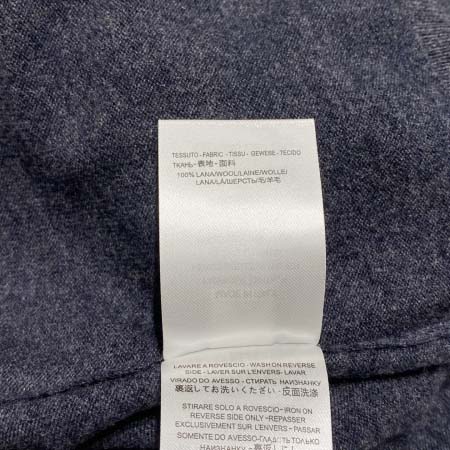 TESSUTO - FABRIC - TISSU - GEWEBE - TECIDO
ТКАНЬ - 表地 - 面料
100% LANA/WOOL/LAINE/WOLLE/
LANA/LÃ/ШЕРСТЬ/毛/羊毛
LAVARE A ROVESCIO - WASH ON REVERSE
SIDE - LAVER SUR L'ENVERS- LAVAR
VIRADO DO AVESSO - СТИРАТЬ НАИЗНАНКУ
裏返してお洗いください - 反面洗涤
STIRARE SOLO A ROVESCIO -IRON ON
REVERSE SIDE ONLY -REPASSER
EXCLUSIVEMENT SUR L'ENVERS - PASSAR
SOMENTE DO AVESSO-ГЛАДИТЬ ТОЛЬКО